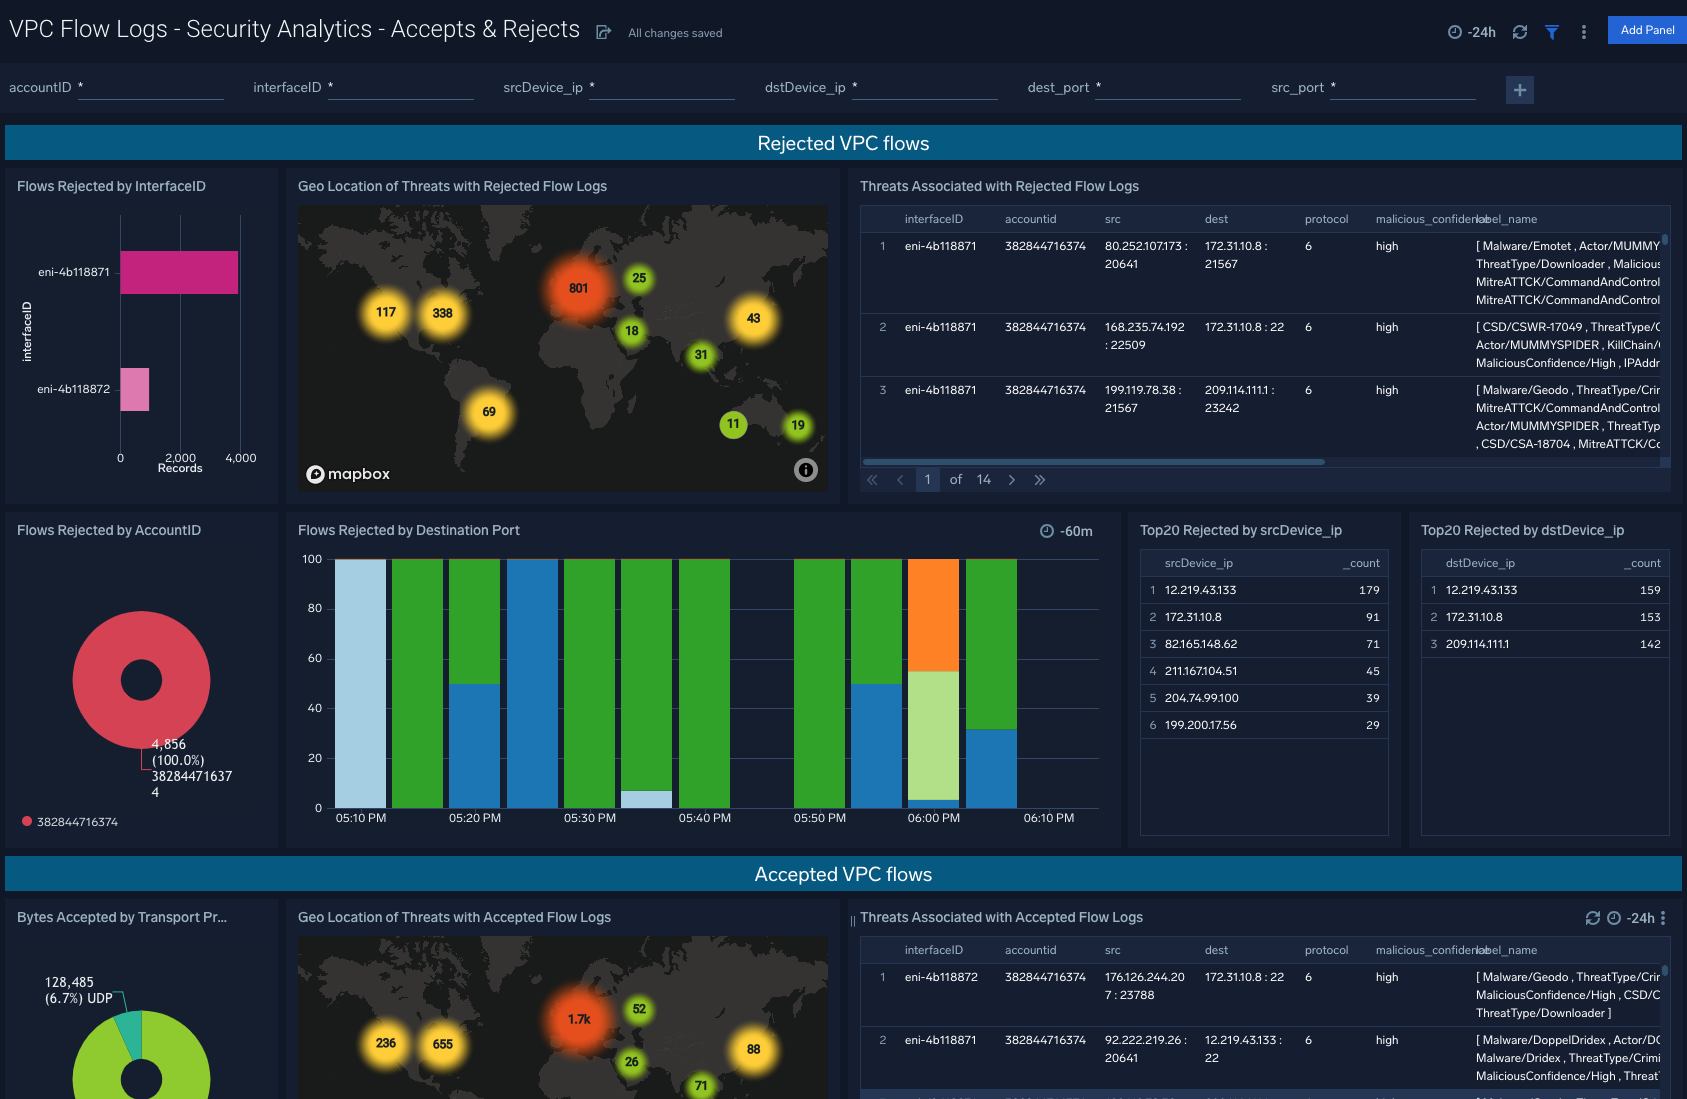 VPC Flow Logs - Security Analytics - Accepts & Rejects
All changes saved
-24h
Add Panel
accountID *
interfaceID *
srcDevice_ip *
dstDevice_ip *
dest_port *
src_port *
Rejected VPC flows
Flows Rejected by InterfaceID
interfaceID
eni-4b118871
eni-4b118872
0 2,000 4,000
Records
Geo Location of Threats with Rejected Flow Logs
117
338
801
25
18
43
31
69
11
19
mapbox
Threats Associated with Rejected Flow Logs
interfaceID accountid src dest protocol malicious_confidence label_name
1 eni-4b118871 382844716374 80.252.107.173 : 172.31.10.8 : 6 high [ Malware/Emotet , Actor/MUMMY
20641 21567 ThreatType/Downloader , Malicious
MitreATTCK/CommandAndControl
MitreATTCK/CommandAndControl
2 eni-4b118871 382844716374 168.235.74.192 172.31.10.8 : 22 6 high [ CSD/CSWR-17049 , ThreatType/C
: 22509 Actor/MUMMYSPIDER , KillChain/
MaliciousConfidence/High , IPAddr
3 eni-4b118871 382844716374 199.119.78.38 : 209.114.111.1 : 6 high [ Malware/Geodo , ThreatType/Crim
21567 23242 MitreATTCK/CommandAndControl
Actor/MUMMYSPIDER , ThreatTyp
, CSD/CSA-18704 , MitreATTCK/Co
1 of 14
Flows Rejected by AccountID
4,856
(100.0%)
38284471637
4
382844716374
Flows Rejected by Destination Port
-60m
100
80
60
40
20
0
05:10 PM 05:20 PM 05:30 PM 05:40 PM 05:50 PM 06:00 PM 06:10 PM
Top20 Rejected by srcDevice_ip
srcDevice_ip _count
1 12.219.43.133 179
2 172.31.10.8 91
3 82.165.148.62 71
4 211.167.104.51 45
5 204.74.99.100 39
6 199.200.17.56 29
Top20 Rejected by dstDevice_ip
dstDevice_ip _count
1 12.219.43.133 159
2 172.31.10.8 153
3 209.114.111.1 142
Accepted VPC flows
Bytes Accepted by Transport Pr...
128,485
(6.7%) UDP
Geo Location of Threats with Accepted Flow Logs
236
655
1.7k
52
26
88
71
Threats Associated with Accepted Flow Logs
-24h
interfaceID accountid src dest protocol malicious_confidence label_name
1 eni-4b118872 382844716374 176.126.244.20 172.31.10.8 : 22 6 high [ Malware/Geodo , ThreatType/Crim
7 : 23788 MaliciousConfidence/High , CSD/C
ThreatType/Downloader ]
2 eni-4b118871 382844716374 92.222.219.26 : 12.219.43.133 : 6 high [ Malware/DoppelDridex , Actor/DO
20641 22 Malware/Dridex , ThreatType/Crimi
MaliciousConfidence/High , Threat